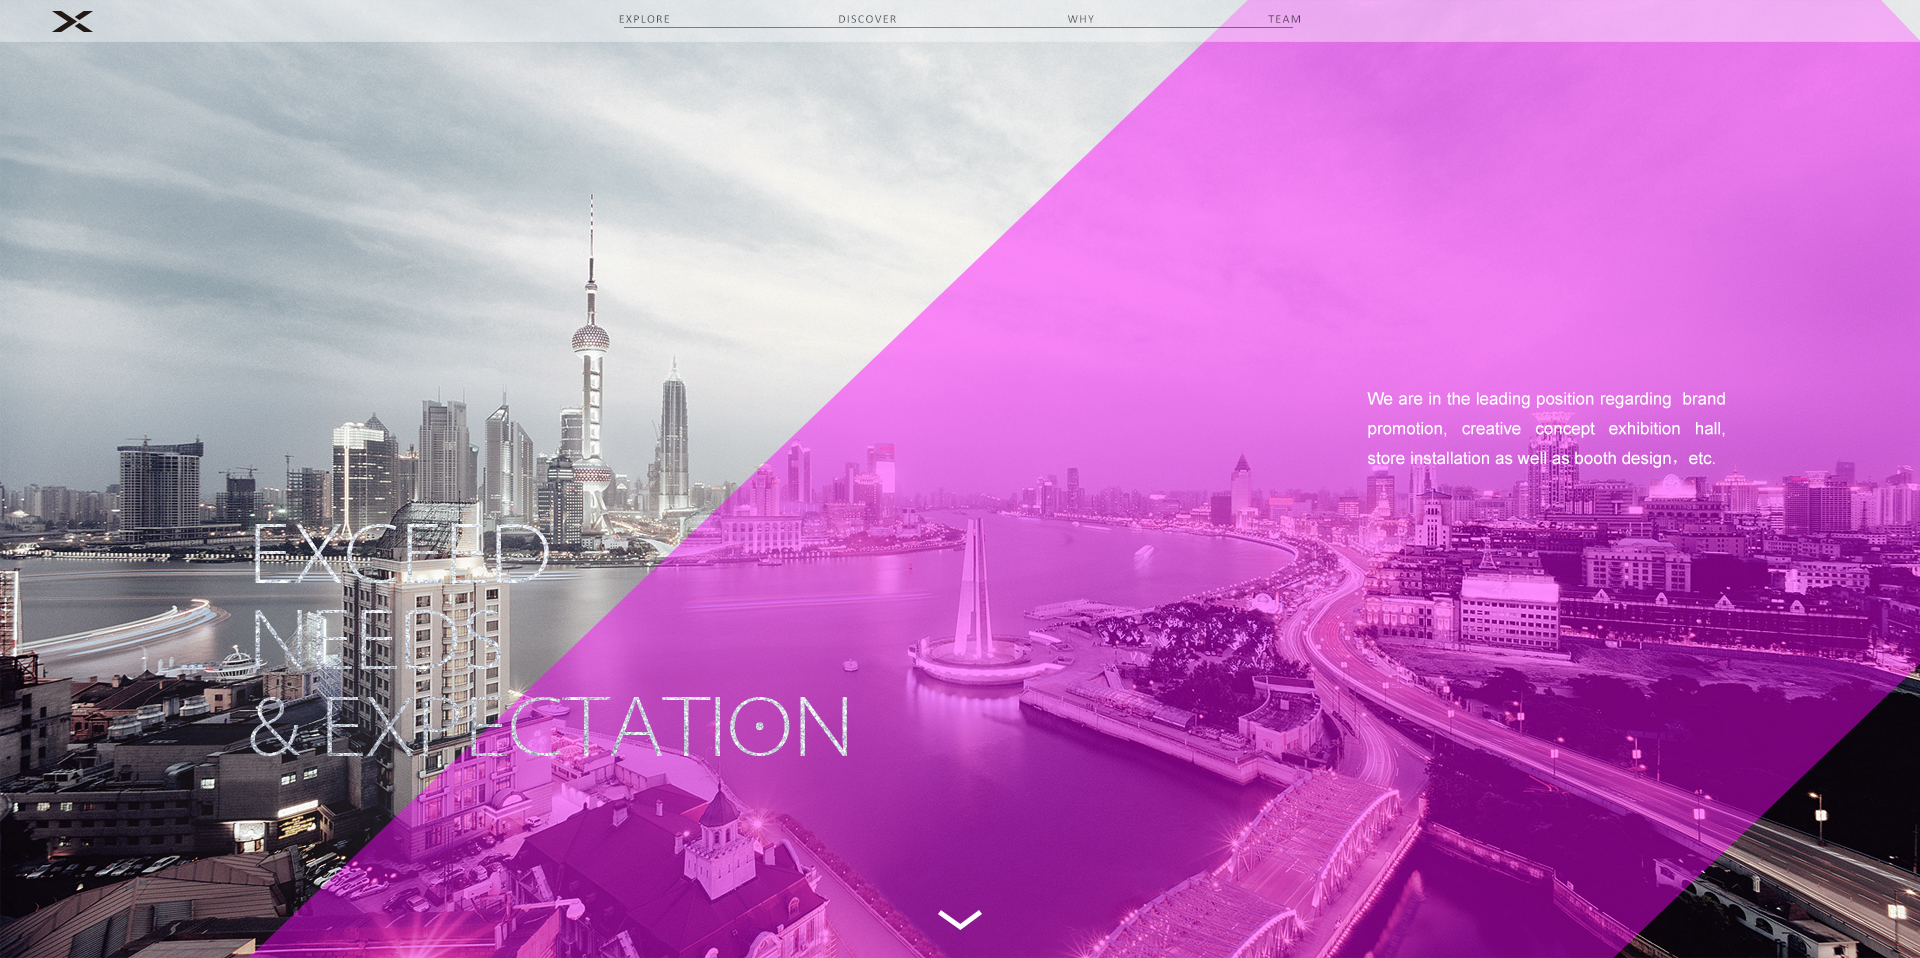 EXPLORE DISCOVER WHY TEAM
We are in the leading position regarding brand
promotion, creative concept exhibition hall,
store installation as well as booth design，etc.
EXCEED
NEEDS
& EXPECTATION